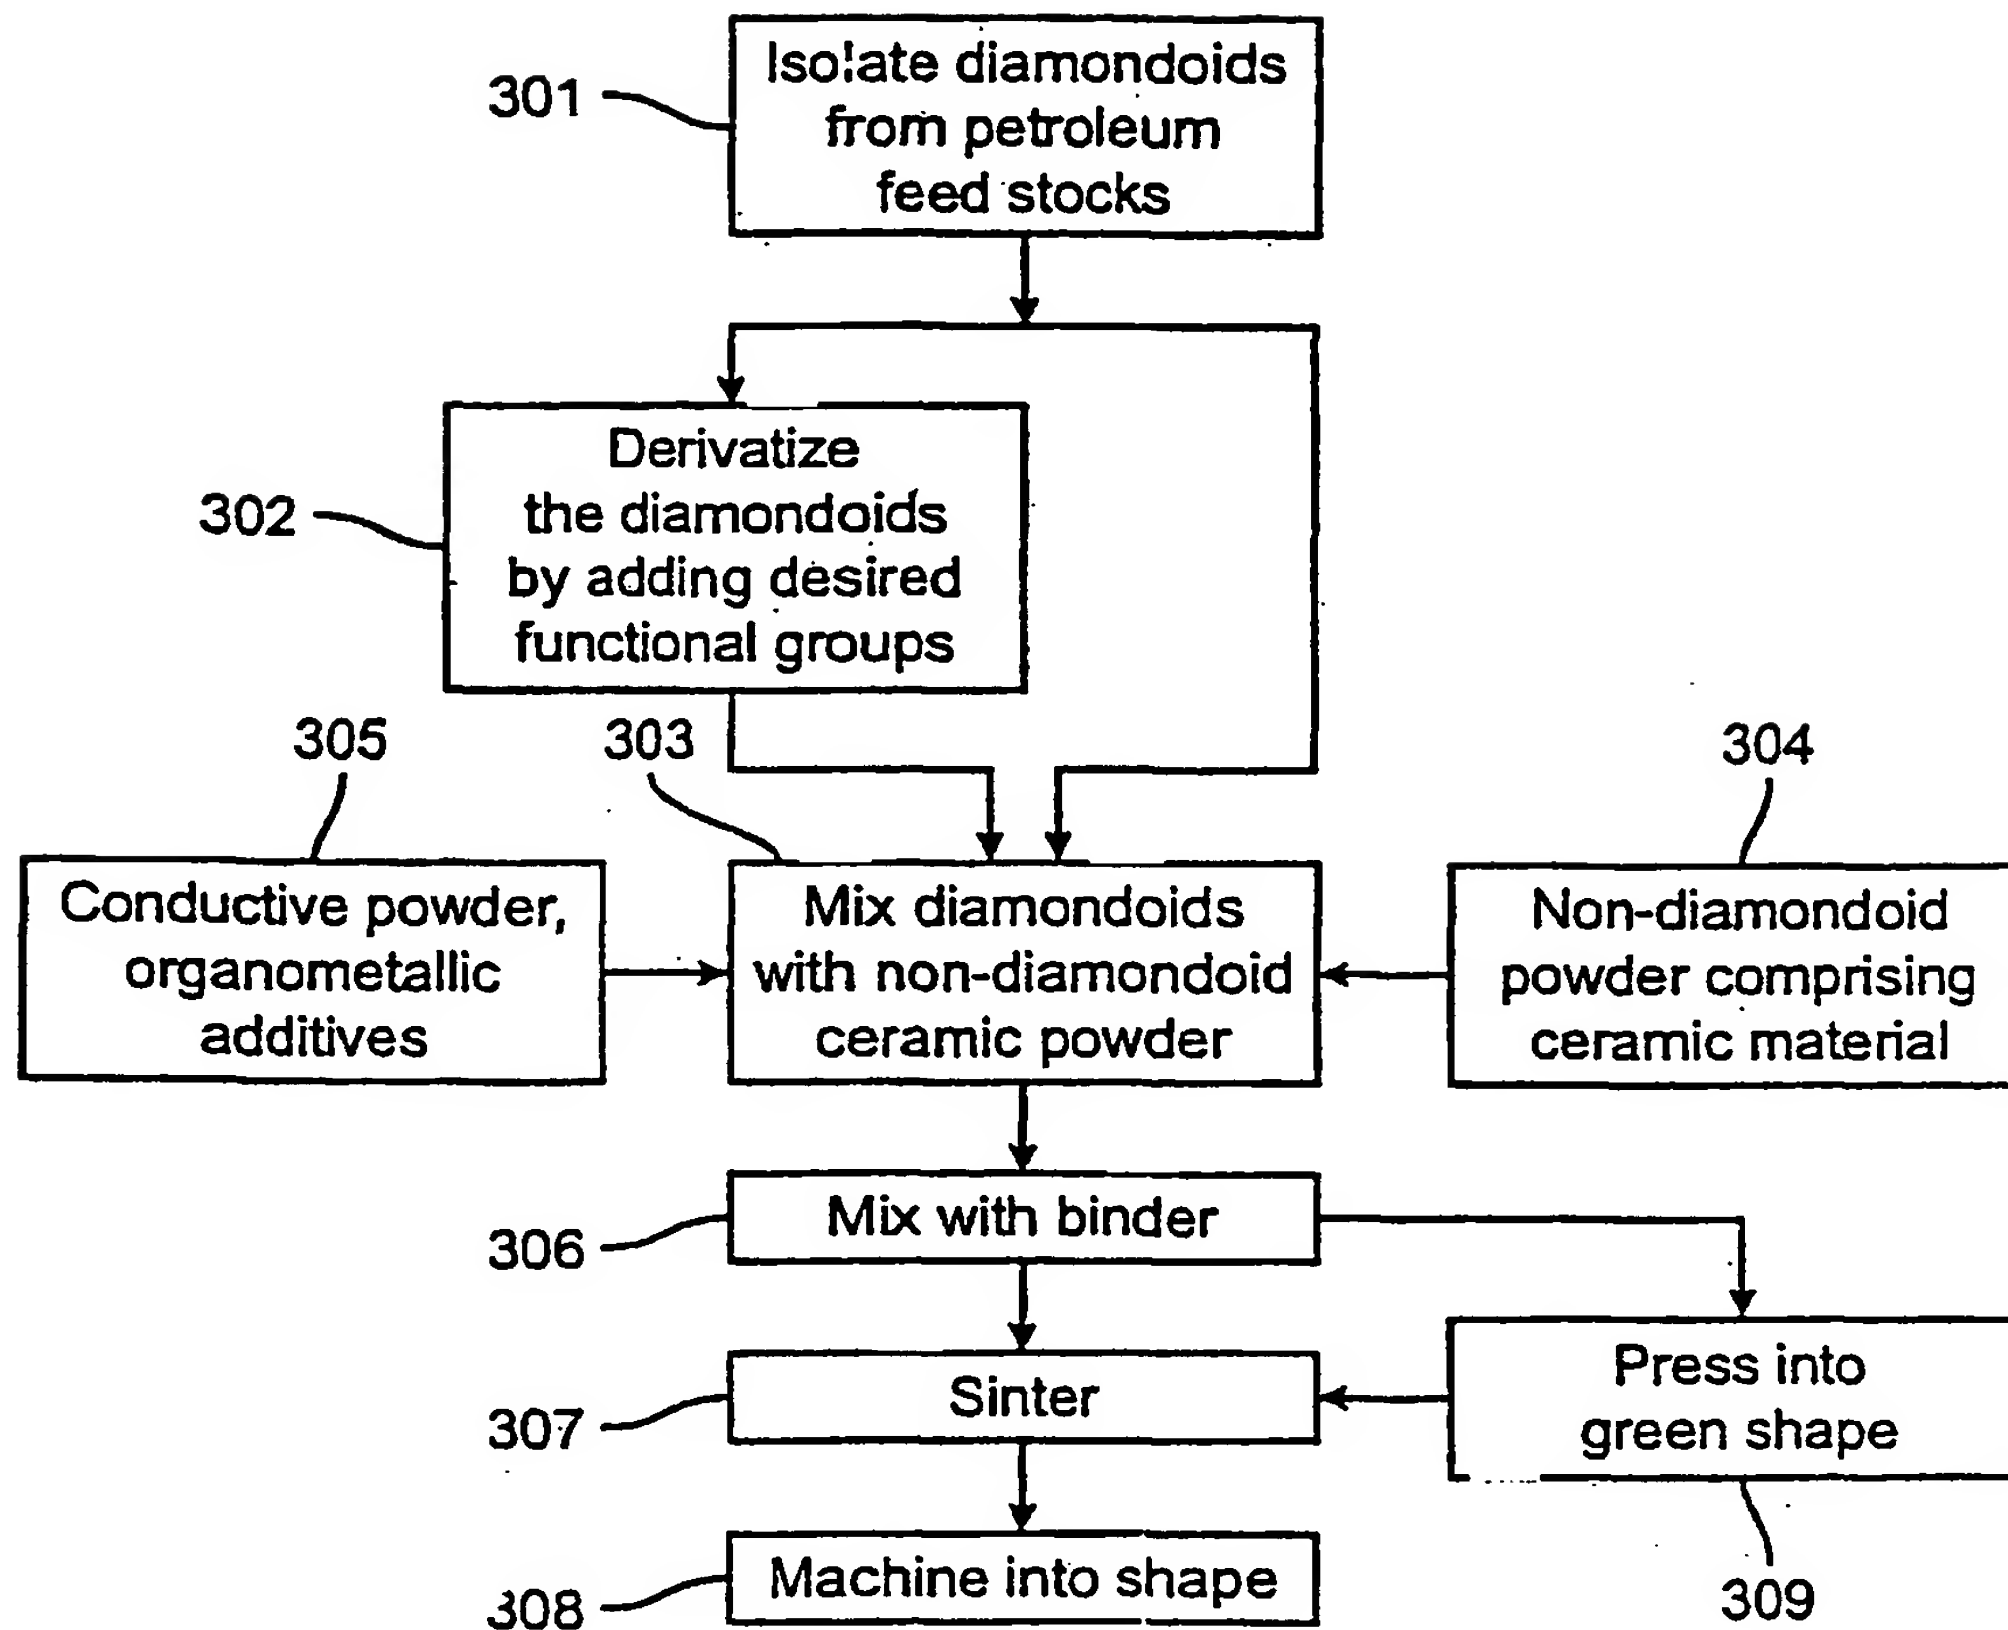 301
Isolate diamondoids
from petroleum
feed stocks
302
Derivatize
the diamondoids
by adding desired
functional groups
305
303
304
Conductive powder,
organometallic
additives
Mix diamondoids
with non-diamondoid
ceramic powder
Non-diamondoid
powder comprising
ceramic material
306
Mix with binder
307
Sinter
Press into
green shape
308
Machine into shape
309